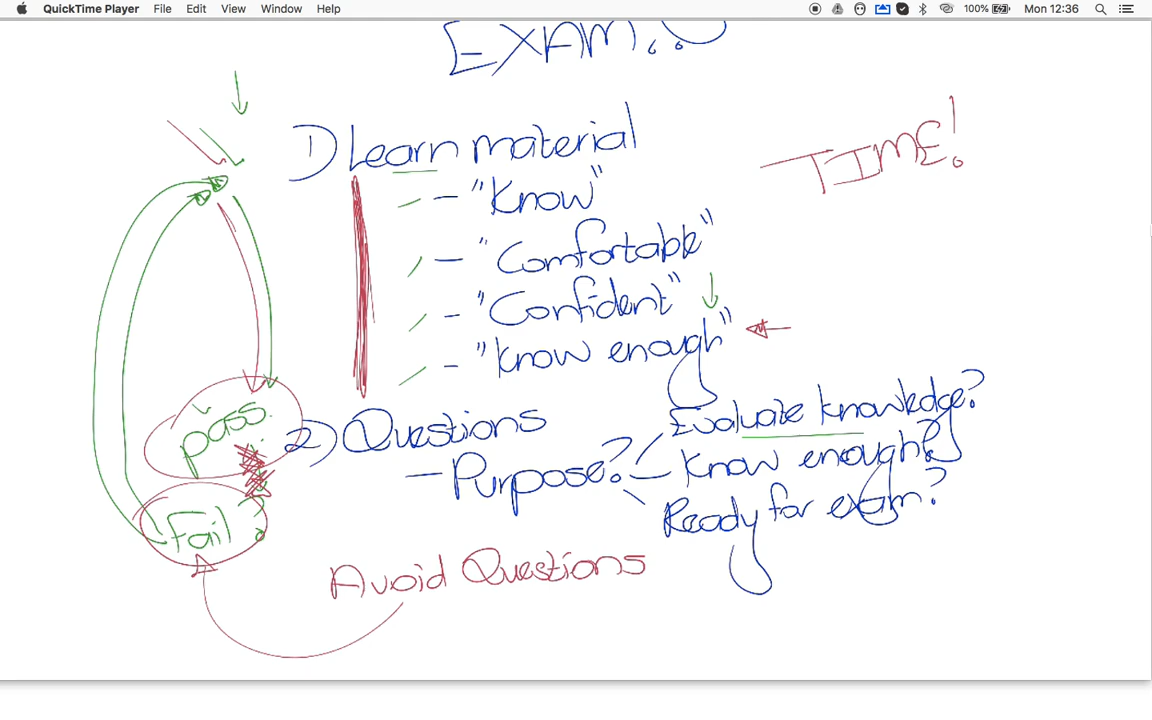 QuickTime Player File Edit View Window Help 100% Mon 12:36
EXAM
TIME!
1) Learn material
- "Know"
- "Comfortable"
- "Confident"
- "Know enough"
pass
2) Questions
- Purpose?
Evaluate knowledge?
Know enough?
Ready for exam?
fail
Avoid Questions